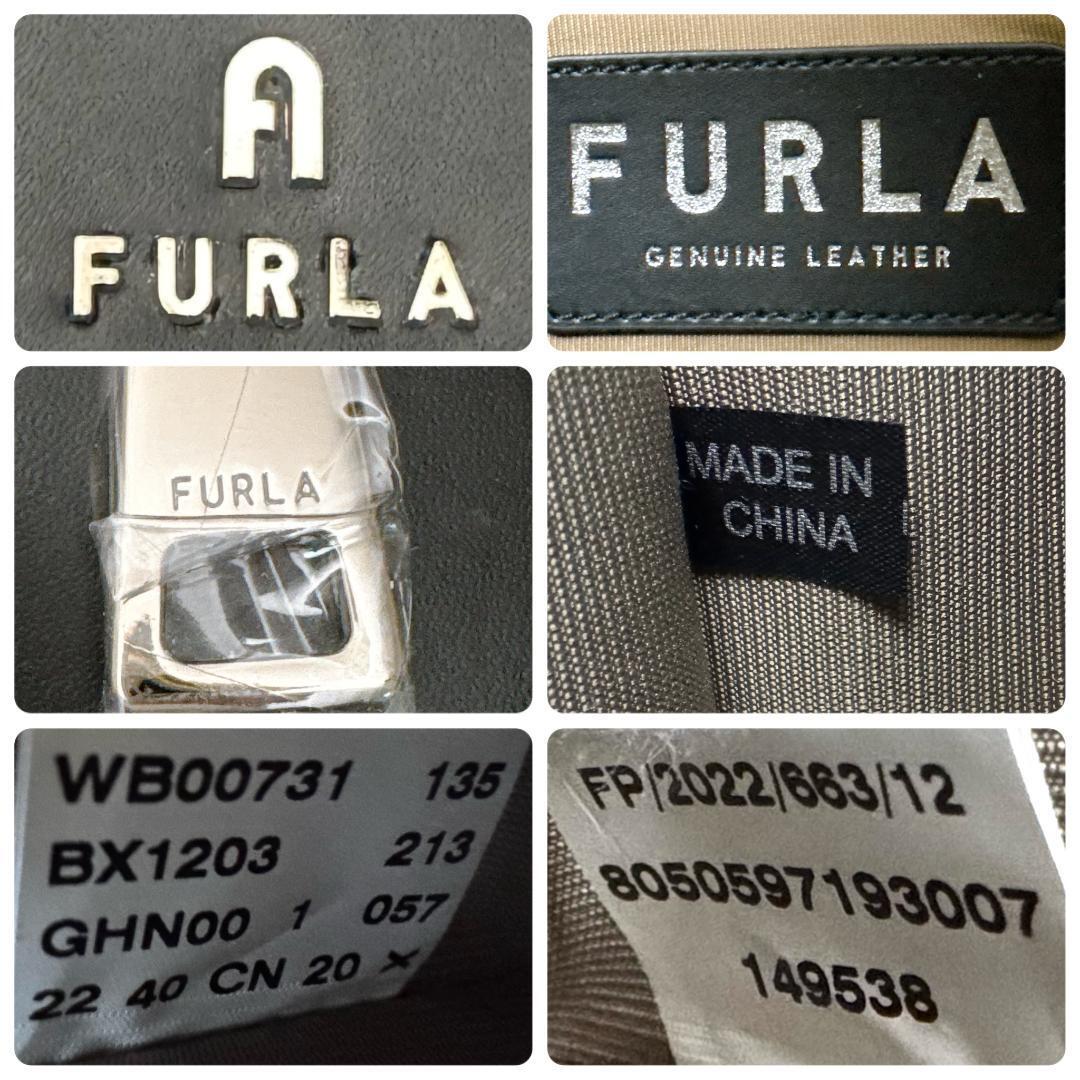 FURLA
FURLA
GENUINE LEATHER
FURLA
MADE IN
CHINA
WB00731 135
BX1203 213
GHN00 1 057
22 40 CN 20 X
FP/2022/663/12
8050597193007
149538